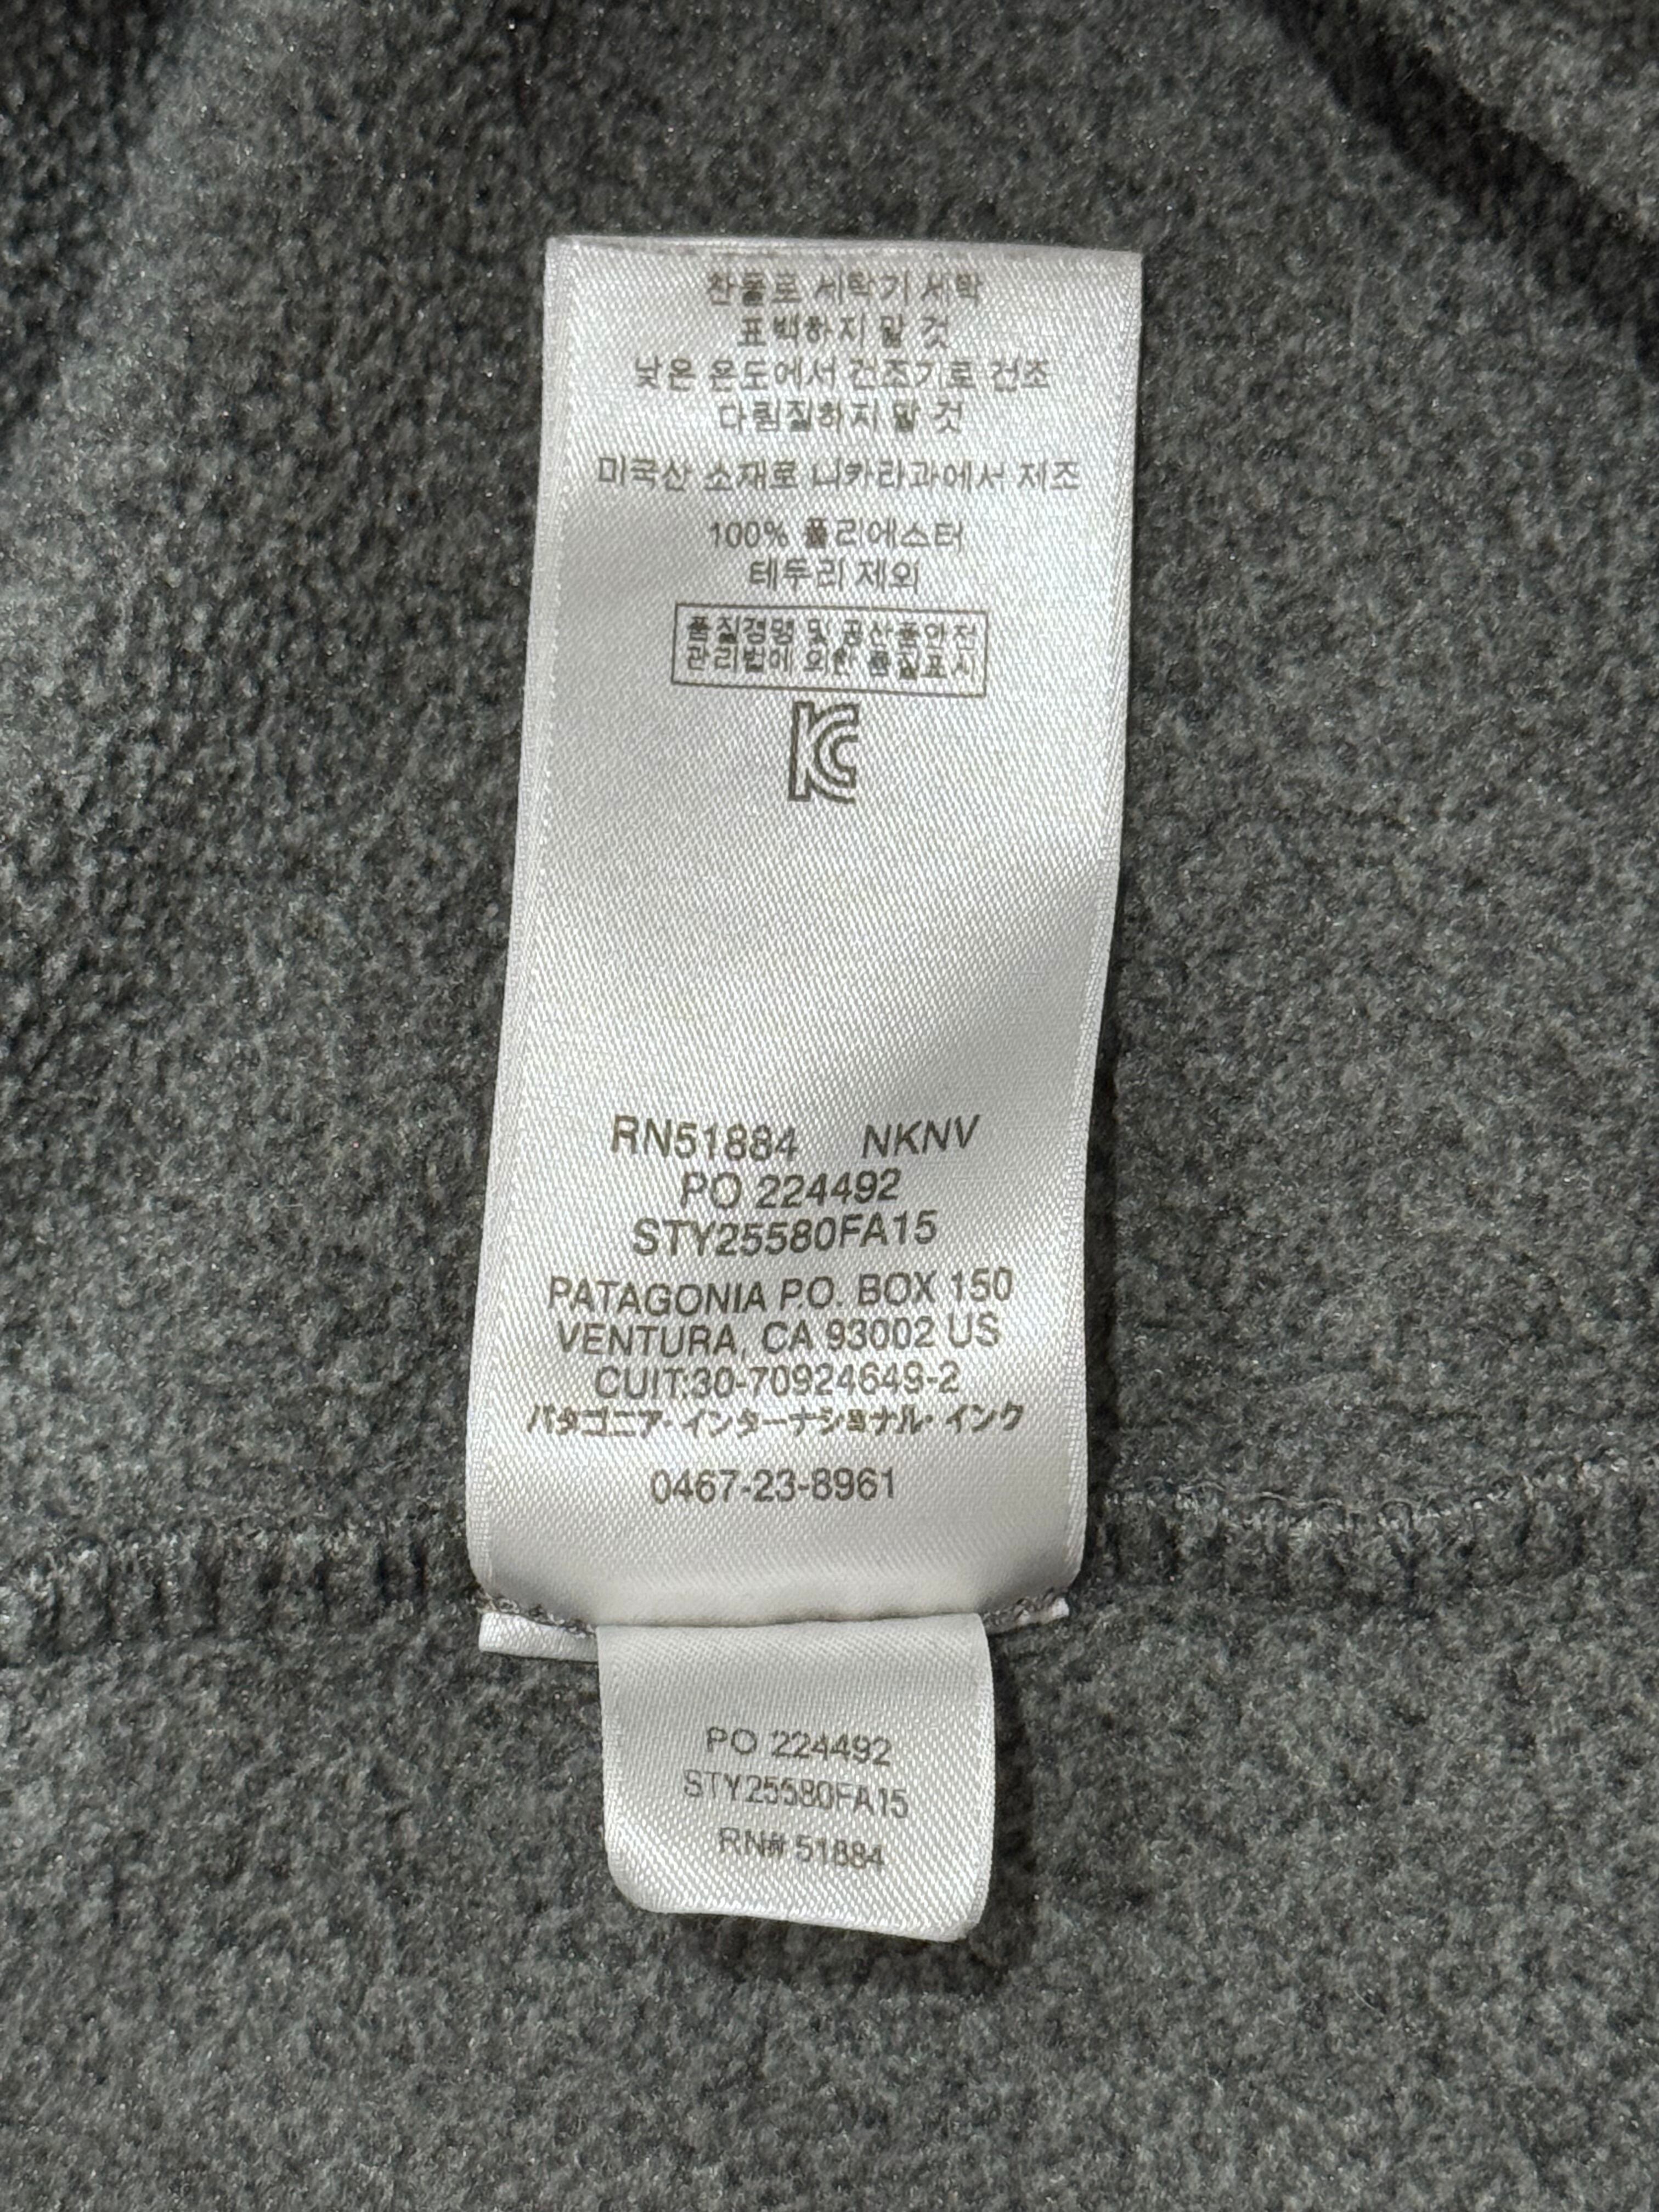 찬물로 세탁기 세탁
표백하지 말 것
낮은 온도에서 건조기로 건조
다림질하지 말 것
미국산 소재로 니카라과에서 제조
100% 폴리에스터
테두리 제외
품질경영 및 공산품안전
관리법에 의한 품질표시
KC
RN51884 NKNV
PO 224492
STY25580FA15
PATAGONIA P.O. BOX 150
VENTURA, CA 93002 US
CUIT:30-70924649-2
パタゴニア・インターナショナル・インク
0467-23-8961
PO 224492
STY25580FA15
RN# 51884